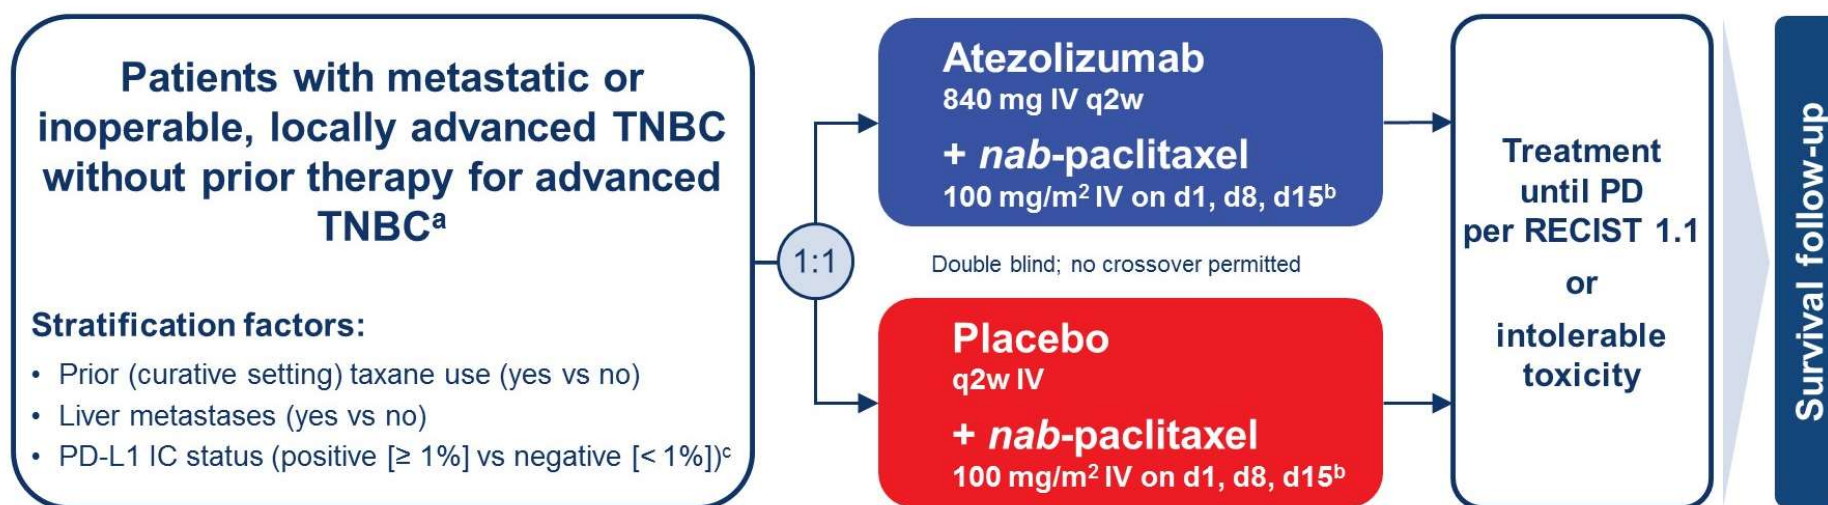 Patients with metastatic or
inoperable, locally advanced TNBC
without prior therapy for advanced
TNBCᵃ
Stratification factors:
• Prior (curative setting) taxane use (yes vs no)
• Liver metastases (yes vs no)
• PD-L1 IC status (positive [≥ 1%] vs negative [< 1%])ᶜ
1:1
Atezolizumab
840 mg IV q2w
+ nab-paclitaxel
100 mg/m² IV on d1, d8, d15ᵇ
Double blind; no crossover permitted
Placebo
q2w IV
+ nab-paclitaxel
100 mg/m² IV on d1, d8, d15ᵇ
Treatment
until PD
per RECIST 1.1
or
intolerable
toxicity
Survival follow-up